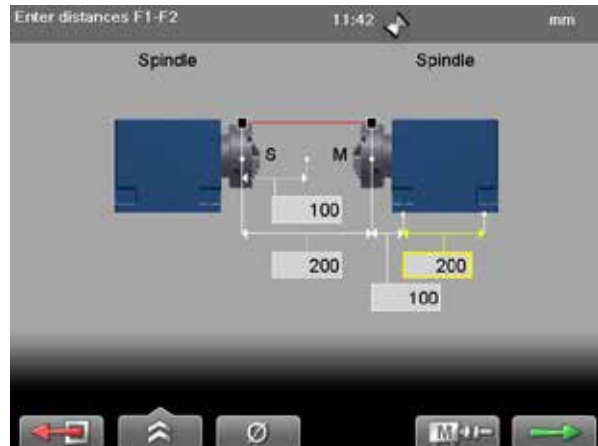 Enter distances F1-F2 11:42 mm
Spindle Spindle
S M
100
200 200
100
Ø M